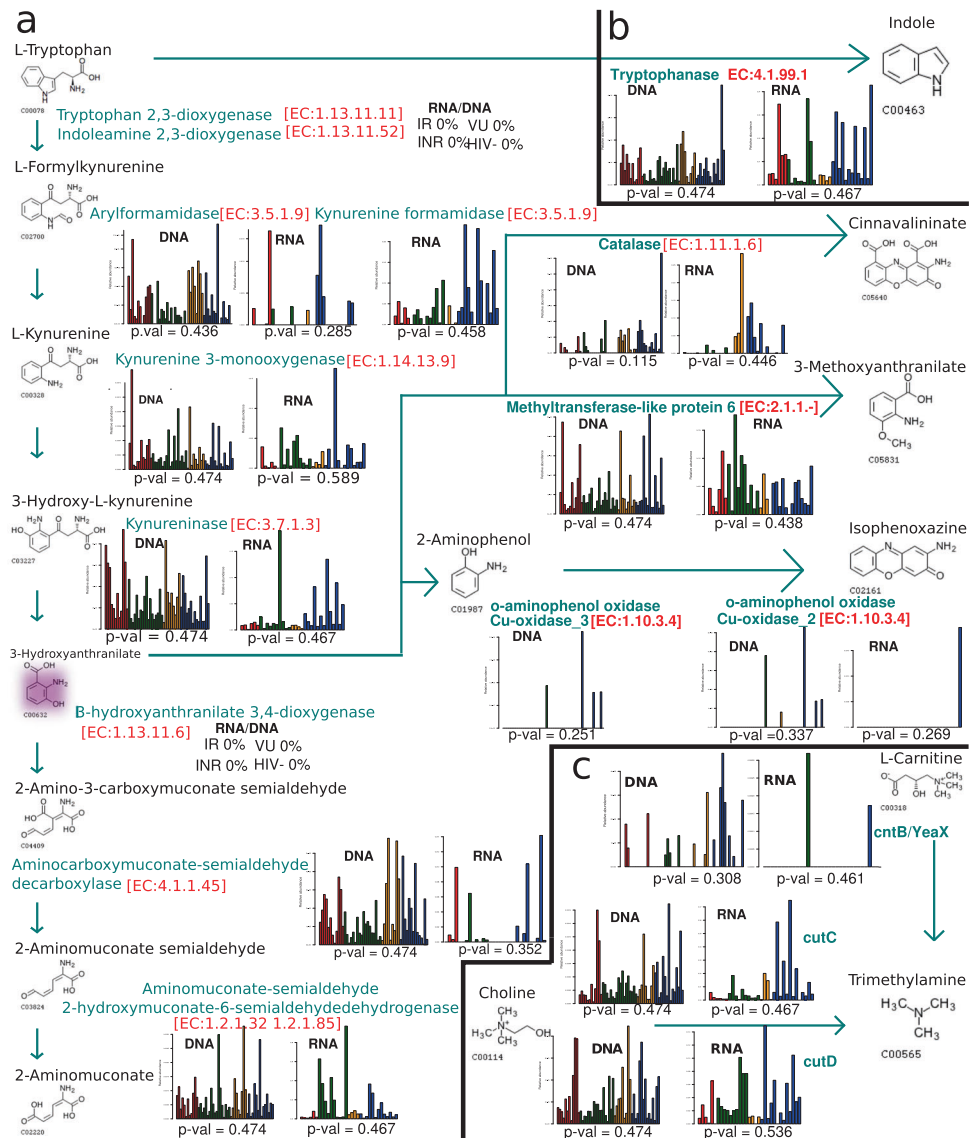 a
L-Tryptophan
C00078
Tryptophan 2,3-dioxygenase [EC:1.13.11.11]
Indoleamine 2,3-dioxygenase [EC:1.13.11.52]
RNA/DNA
IR 0% VU 0%
INR 0% HIV- 0%
L-Formylkynurenine
C02700
Arylformamidase [EC:3.5.1.9] Kynurenine formamidase [EC:3.5.1.9]
DNA RNA RNA
p.val = 0.436 p-val = 0.285 p-val = 0.458
L-Kynurenine
C00328
Kynurenine 3-monooxygenase [EC:1.14.13.9]
DNA RNA
p-val = 0.474 p-val = 0.589
3-Hydroxy-L-kynurenine
C03227
Kynureninase [EC:3.7.1.3]
DNA RNA
p-val = 0.474 p-val = 0.467
3-Hydroxyanthranilate
C00632
3-hydroxyanthranilate 3,4-dioxygenase
[EC:1.13.11.6]
RNA/DNA
IR 0% VU 0%
INR 0% HIV- 0%
2-Amino-3-carboxymuconate semialdehyde
C04409
Aminocarboxymuconate-semialdehyde
decarboxylase [EC:4.1.1.45]
DNA RNA
p-val = 0.474 p-val = 0.352
2-Aminomuconate semialdehyde
C03824
Aminomuconate-semialdehyde
2-hydroxymuconate-6-semialdehydedehydrogenase
[EC:1.2.1.32 1.2.1.85]
DNA RNA
p-val = 0.474 p-val = 0.467
2-Aminomuconate
C02220
b
Indole
C00463
Tryptophanase EC:4.1.99.1
DNA RNA
p-val = 0.474 p-val = 0.467
Cinnavalininate
C05640
Catalase [EC:1.11.1.6]
DNA RNA
p-val = 0.115 p-val = 0.446
3-Methoxyanthranilate
C05831
Methyltransferase-like protein 6 [EC:2.1.1.-]
DNA RNA
p-val = 0.474 p-val = 0.438
2-Aminophenol
C01987
Isophenoxazine
C02161
o-aminophenol oxidase
Cu-oxidase_3 [EC:1.10.3.4]
DNA
p-val = 0.251
o-aminophenol oxidase
Cu-oxidase_2 [EC:1.10.3.4]
DNA RNA
p-val =0.337 p-val = 0.269
c
L-Carnitine
C00318
cntB/YeaX
DNA RNA
p-val = 0.308 p-val = 0.461
DNA RNA
cutC
p-val = 0.474 p-val = 0.467
Choline
C00114
Trimethylamine
C00565
DNA RNA
cutD
p-val = 0.474 p-val = 0.536